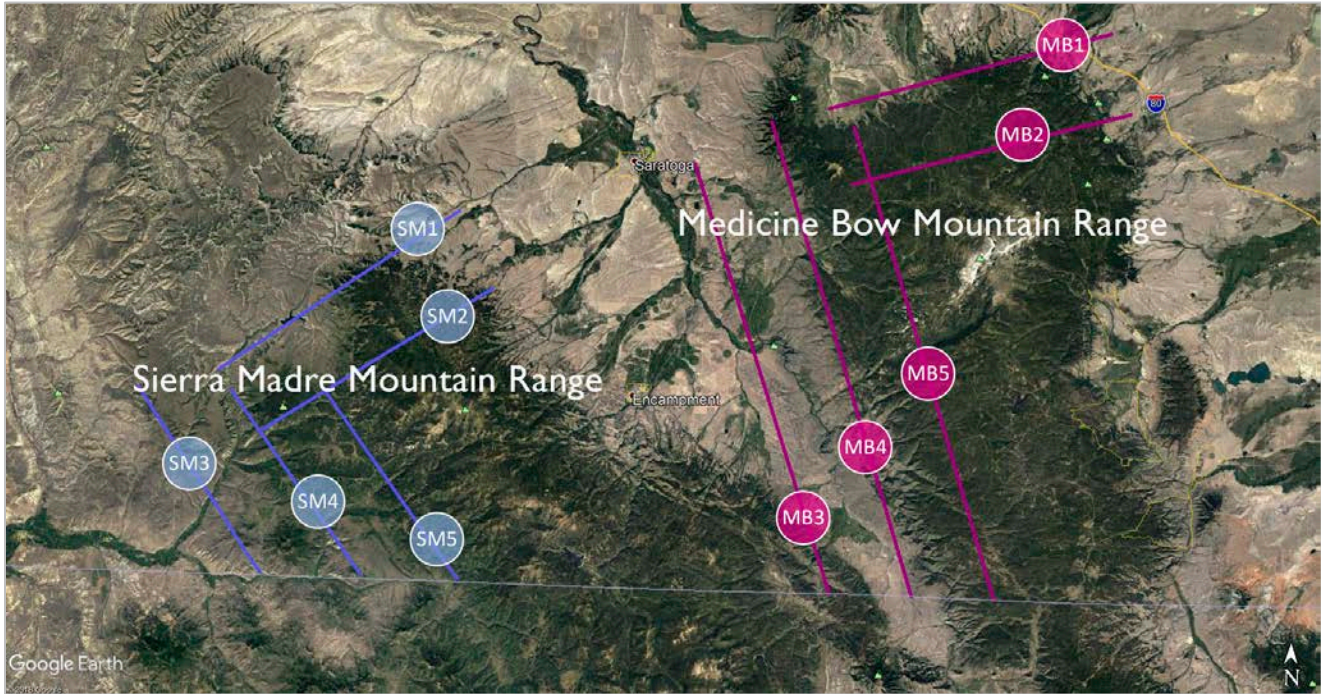 MB1
80
MB2
Saratoga
SM1
Medicine Bow Mountain Range
SM2
Sierra Madre Mountain Range
MB5
Encampment
MB4
SM3
SM4
MB3
SM5
Google Earth
N